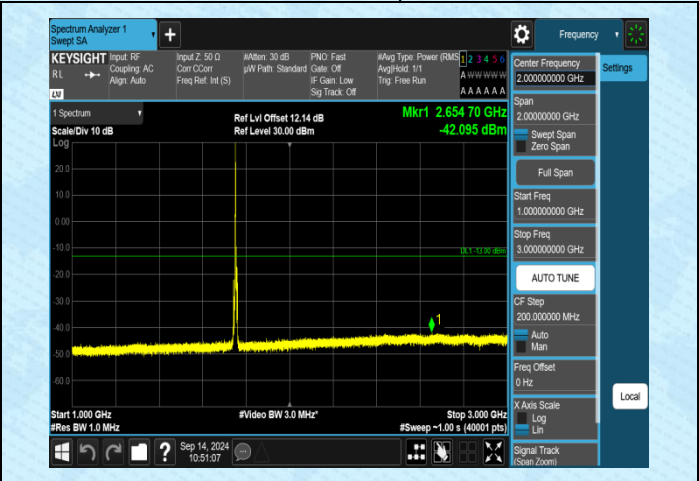 Spectrum Analyzer 1
Swept SA
+
Frequency
KEYSIGHT Input: RF Input Z: 50 Ω #Atten: 30 dB PNO: Fast #Avg Type: Power (RMS) 1 2 3 4 5 6
RL Coupling: AC Corr CCorr µW Path: Standard Gate: Off Avg|Hold: 1/1 A W W W W W
Align: Auto Freq Ref: Int (S) IF Gain: Low Trig: Free Run
LXI Sig Track: Off A A A A A A
1 Spectrum
Ref Lvl Offset 12.14 dB Mkr1 2.654 70 GHz
Scale/Div 10 dB Ref Level 30.00 dBm -42.095 dBm
Log
20.0
10.0
0.00
-10.0
DL1 -13.00 dBm
-20.0
-30.0
1
-40.0
-50.0
-60.0
Start 1.000 GHz #Video BW 3.0 MHz* Stop 3.000 GHz
#Res BW 1.0 MHz #Sweep ~1.00 s (40001 pts)
Sep 14, 2024
10:51:07
?
Center Frequency
2.000000000 GHz
Settings
Span
2.00000000 GHz
Swept Span
Zero Span
Full Span
Start Freq
1.000000000 GHz
Stop Freq
3.000000000 GHz
AUTO TUNE
CF Step
200.000000 MHz
Auto
Man
Freq Offset
0 Hz
Local
X Axis Scale
Log
Lin
Signal Track
(Span Zoom)